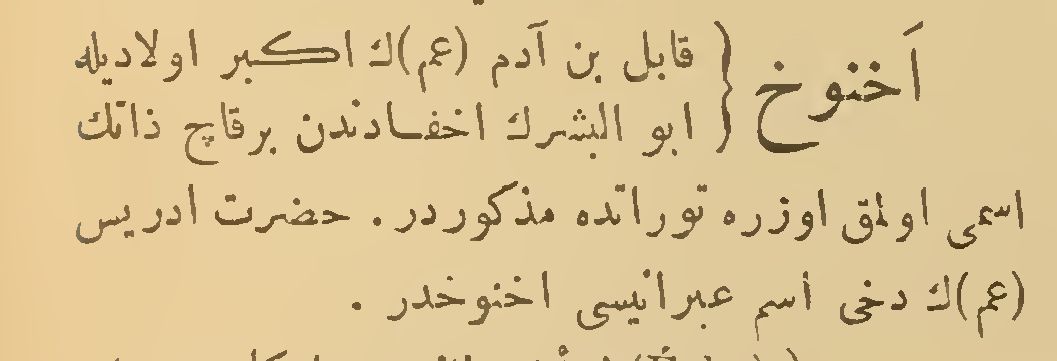 اَخنوخ { قابل بن آدم (عم)ك اكبر اولاديله
ابو البشرك اخفادندن برقاچ ذاتك
اسمى اولمق اوزره توراتده مذكوردر. حضرت ادريس
(عم)ك دخى اسم عبرانيسى اخنوخدر .